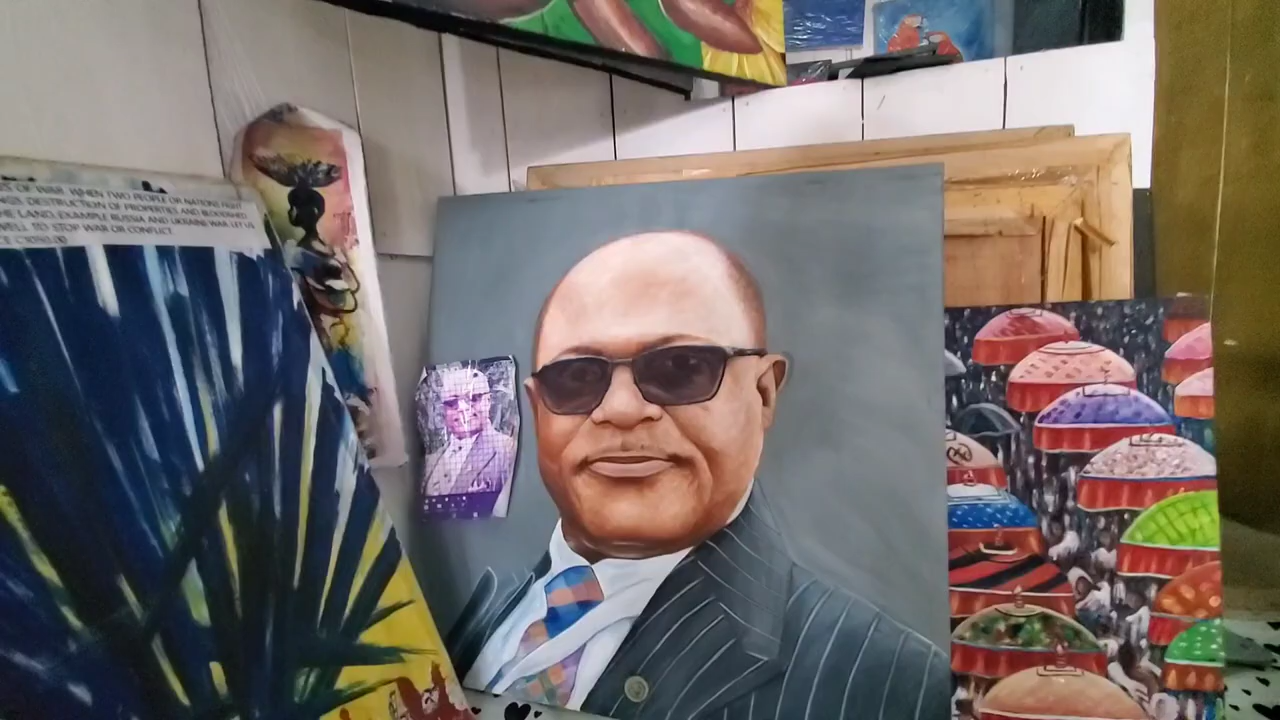 OF WAR. WHEN TWO PEOPLE OR NATIONS FIGHT
DESTRUCTION OF PROPERTIES AND BLOODSHED
LAND, EXAMPLE RUSSIA AND UKRAINE WAR. LET US
WELL TO STOP WAR OR CONFLICT.